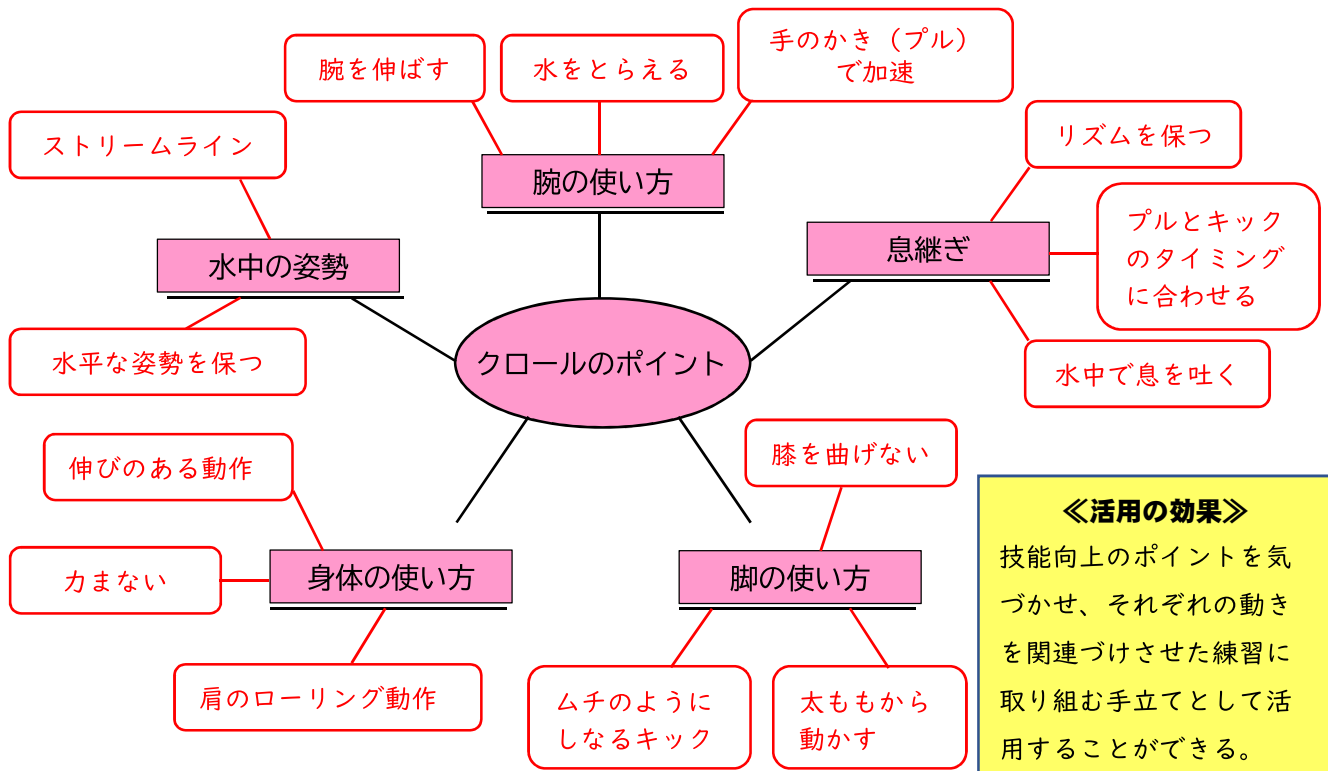 腕を伸ばす
水をとらえる
手のかき（プル）
で加速
ストリームライン
リズムを保つ
腕の使い方
プルとキック
のタイミング
に合わせる
息継ぎ
水中の姿勢
水平な姿勢を保つ
クロールのポイント
水中で息を吐く
伸びのある動作
膝を曲げない
力まない
身体の使い方
脚の使い方
肩のローリング動作
ムチのように
しなるキック
太ももから
動かす
≪活用の効果≫
技能向上のポイントを気
づかせ、それぞれの動き
を関連づけさせた練習に
取り組む手立てとして活
用することができる。